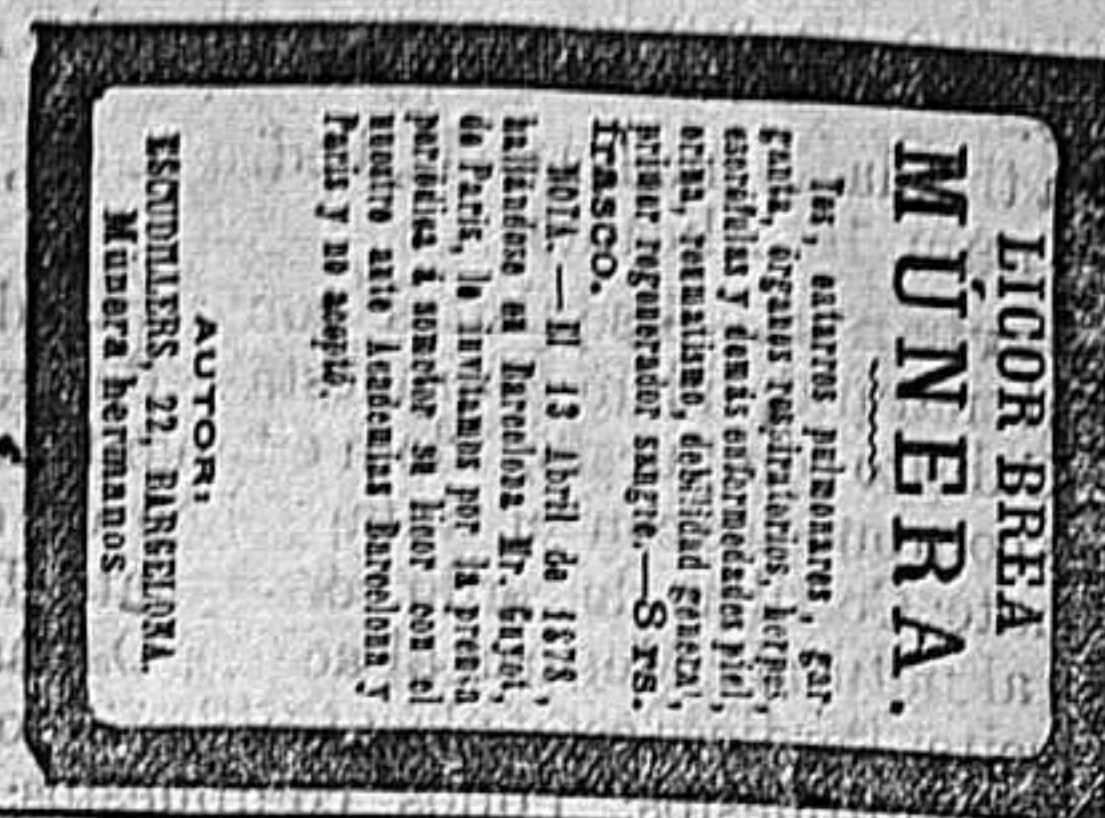 LICOR BREA
MÚNERA.
Tos, catarros pulmonares, gar-
ganta, órganos respiratorios, herpes,
escrófulas y demás enfermedades piel,
orina, reumatismo, debilidad general,
primer regenerador sangre.—8 rs.
frasco.
NOTA.—El 13 Abril de 1878,
hallándose en Barcelona Mr. Guyot,
de París, lo invitamos por la prensa
periódica á someter su licor con el
nuestro ante Academias Barcelona y
París y no aceptó.
AUTOR:
ESCUDILLERS, 22, BARCELONA.
Múnera hermanos